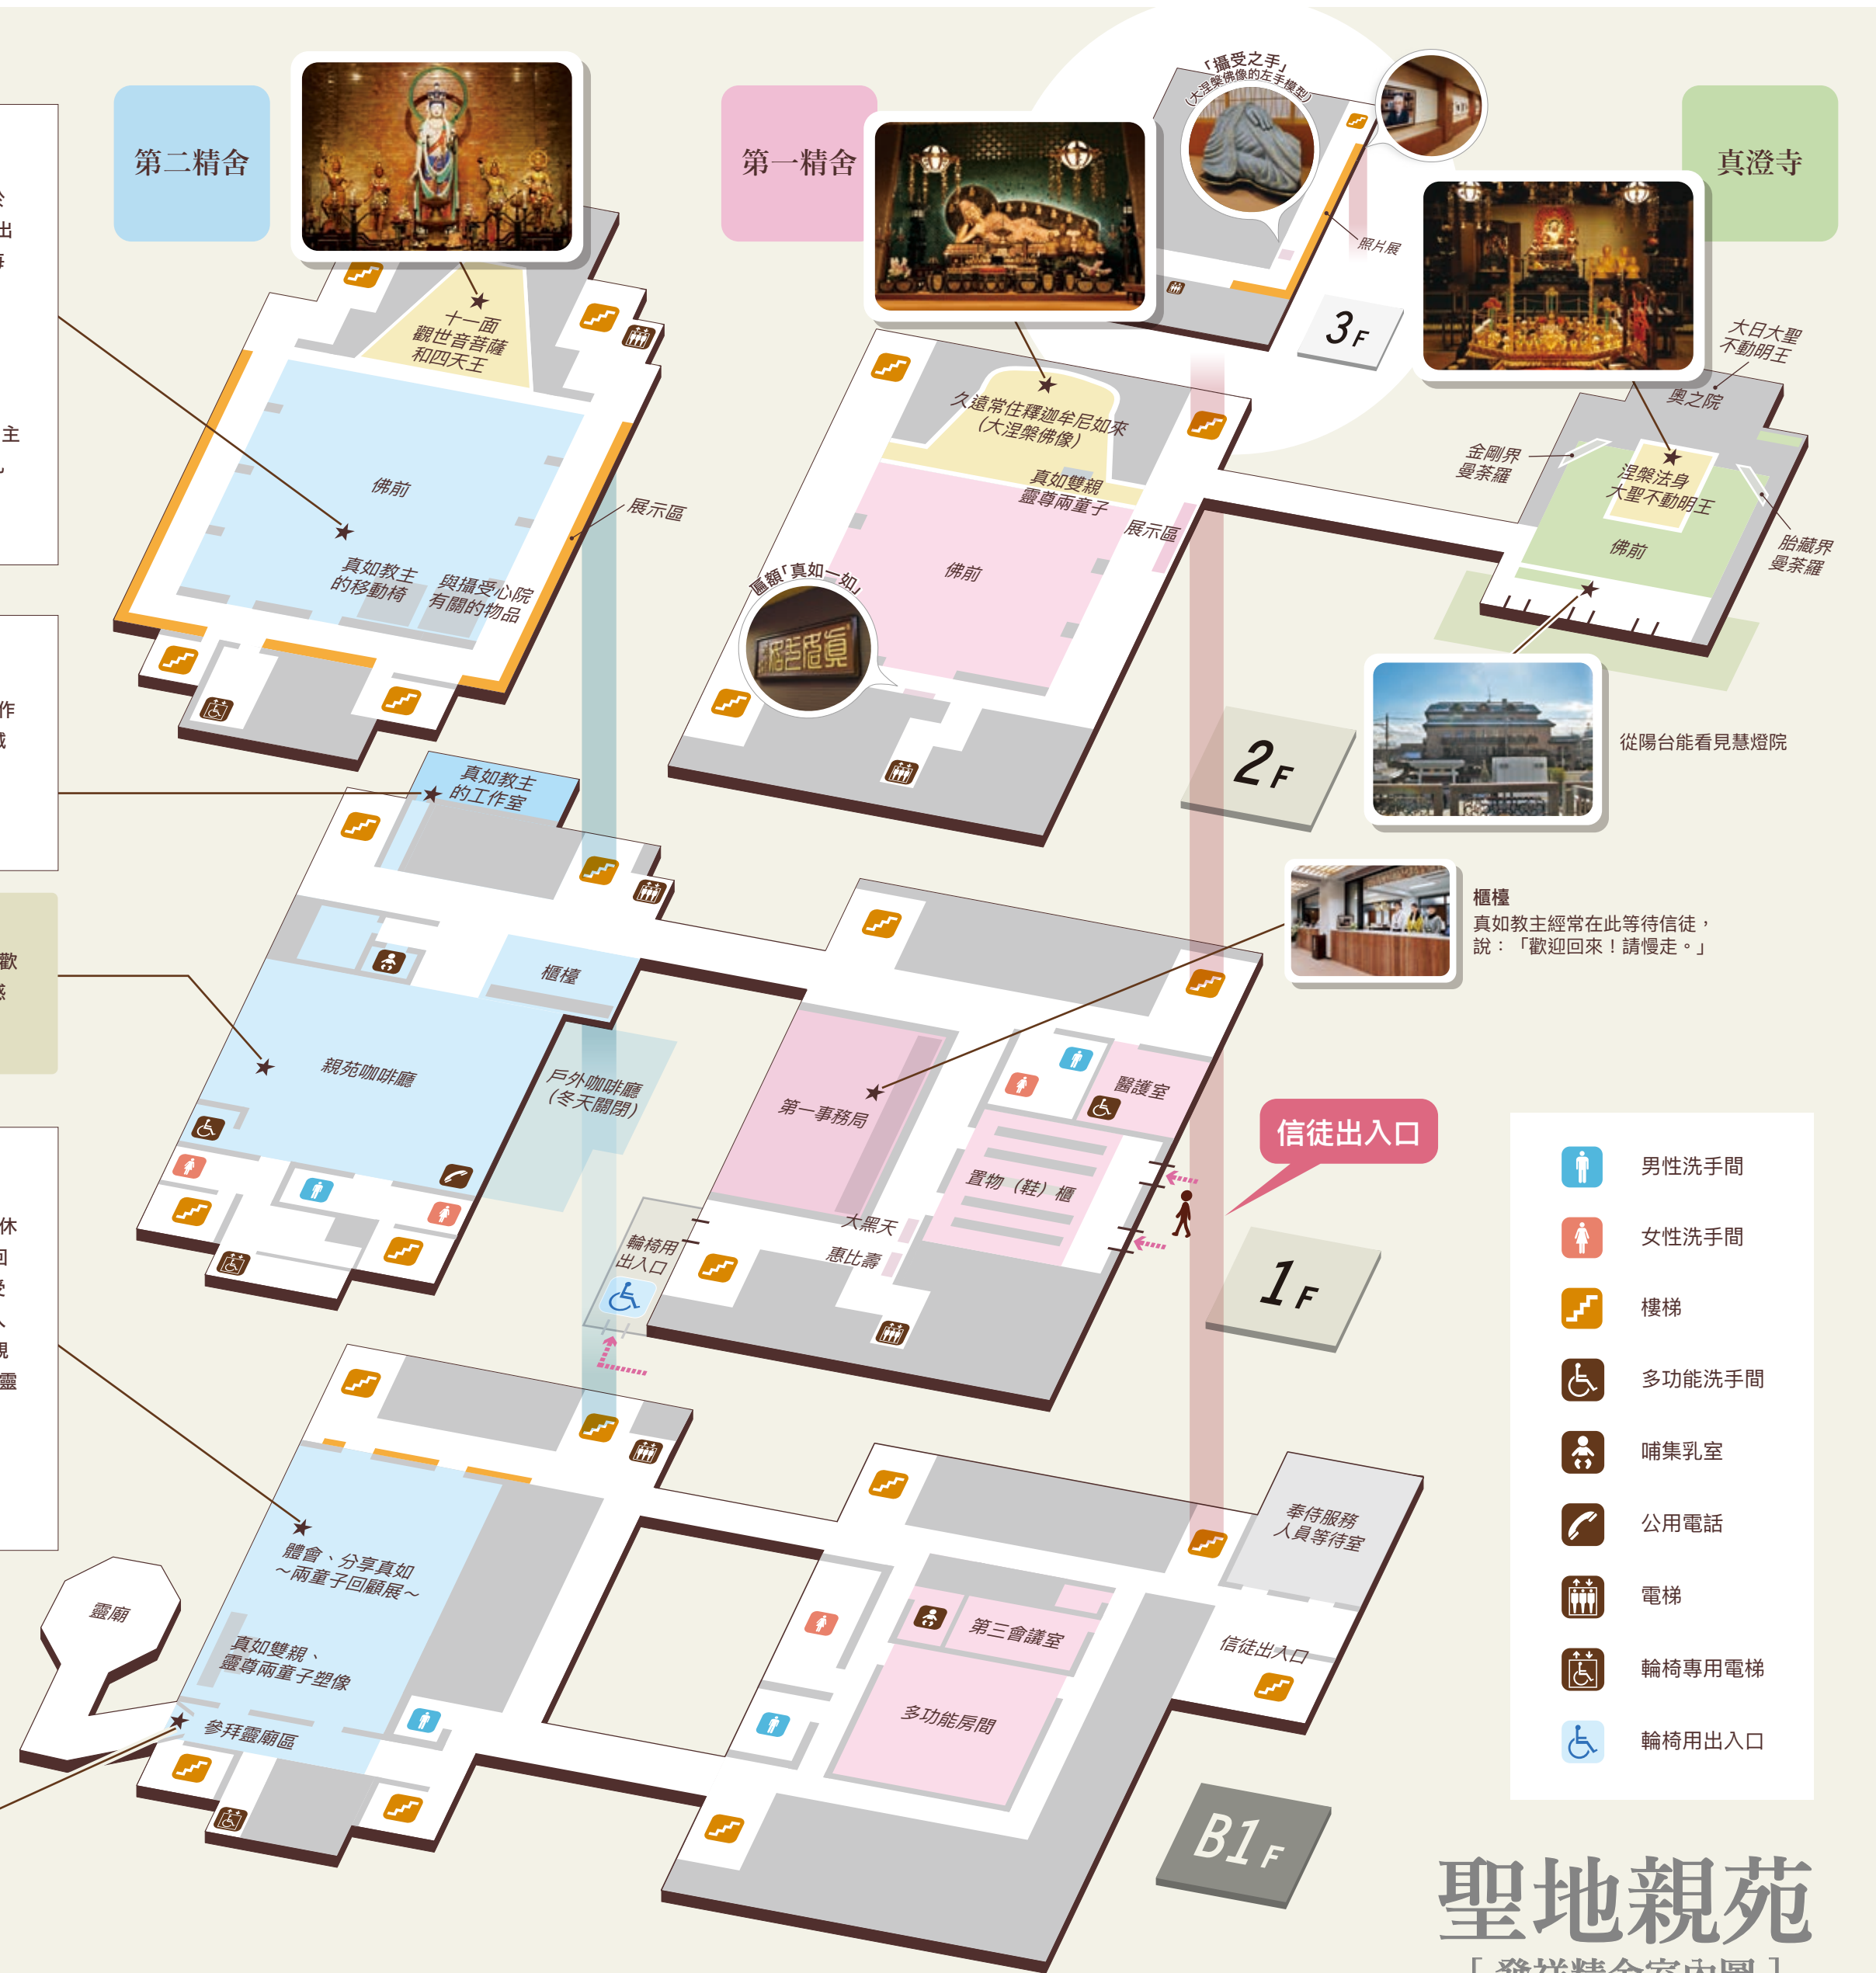 第二精舍
第一精舍
真澄寺
「攝受之手」
(大涅槃佛像的左手模型)
照片展
3F
十一面
觀世音菩薩
和四天王
佛前
真如教主
的移動椅
與攝受心院
有關的物品
展示區
久遠常住釋迦牟尼如來
(大涅槃佛像)
真如雙親
靈尊兩童子
展示區
佛前
匾額「真如一如」
大日大聖
不動明王
奧之院
金剛界
曼荼羅
涅槃法身
大聖不動明王
佛前
胎藏界
曼荼羅
從陽台能看見慧燈院
2F
真如教主
的工作室
櫃檯
親苑咖啡廳
戶外咖啡廳
(冬天關閉)
輪椅用
出入口
第一事務局
醫護室
置物（鞋）櫃
大黑天
惠比壽
櫃檯
真如教主經常在此等待信徒，
說：「歡迎回來！請慢走。」
信徒出入口
1F
體會、分享真如
～兩童子回顧展～
真如雙親、
靈尊兩童子塑像
參拜靈廟區
靈廟
第三會議室
多功能房間
奉侍服務
人員等待室
信徒出入口
B1F
男性洗手間
女性洗手間
樓梯
多功能洗手間
哺集乳室
公用電話
電梯
輪椅專用電梯
輪椅用出入口
出
主
作
歡
休
回
靈
聖地親苑
［發祥精舍室內圖］